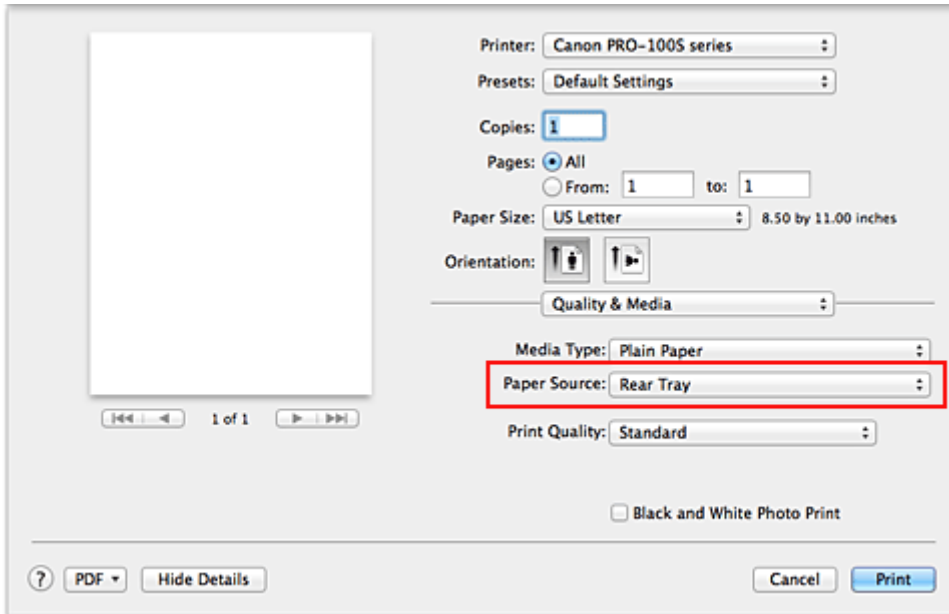 Printer: Canon PRO-100S series
Presets: Default Settings
Copies: 1
Pages: All
From: 1 to: 1
Paper Size: US Letter 8.50 by 11.00 inches
Orientation:
Quality & Media
Media Type: Plain Paper
Paper Source: Rear Tray
1 of 1
Print Quality: Standard
Black and White Photo Print
? PDF Hide Details Cancel Print